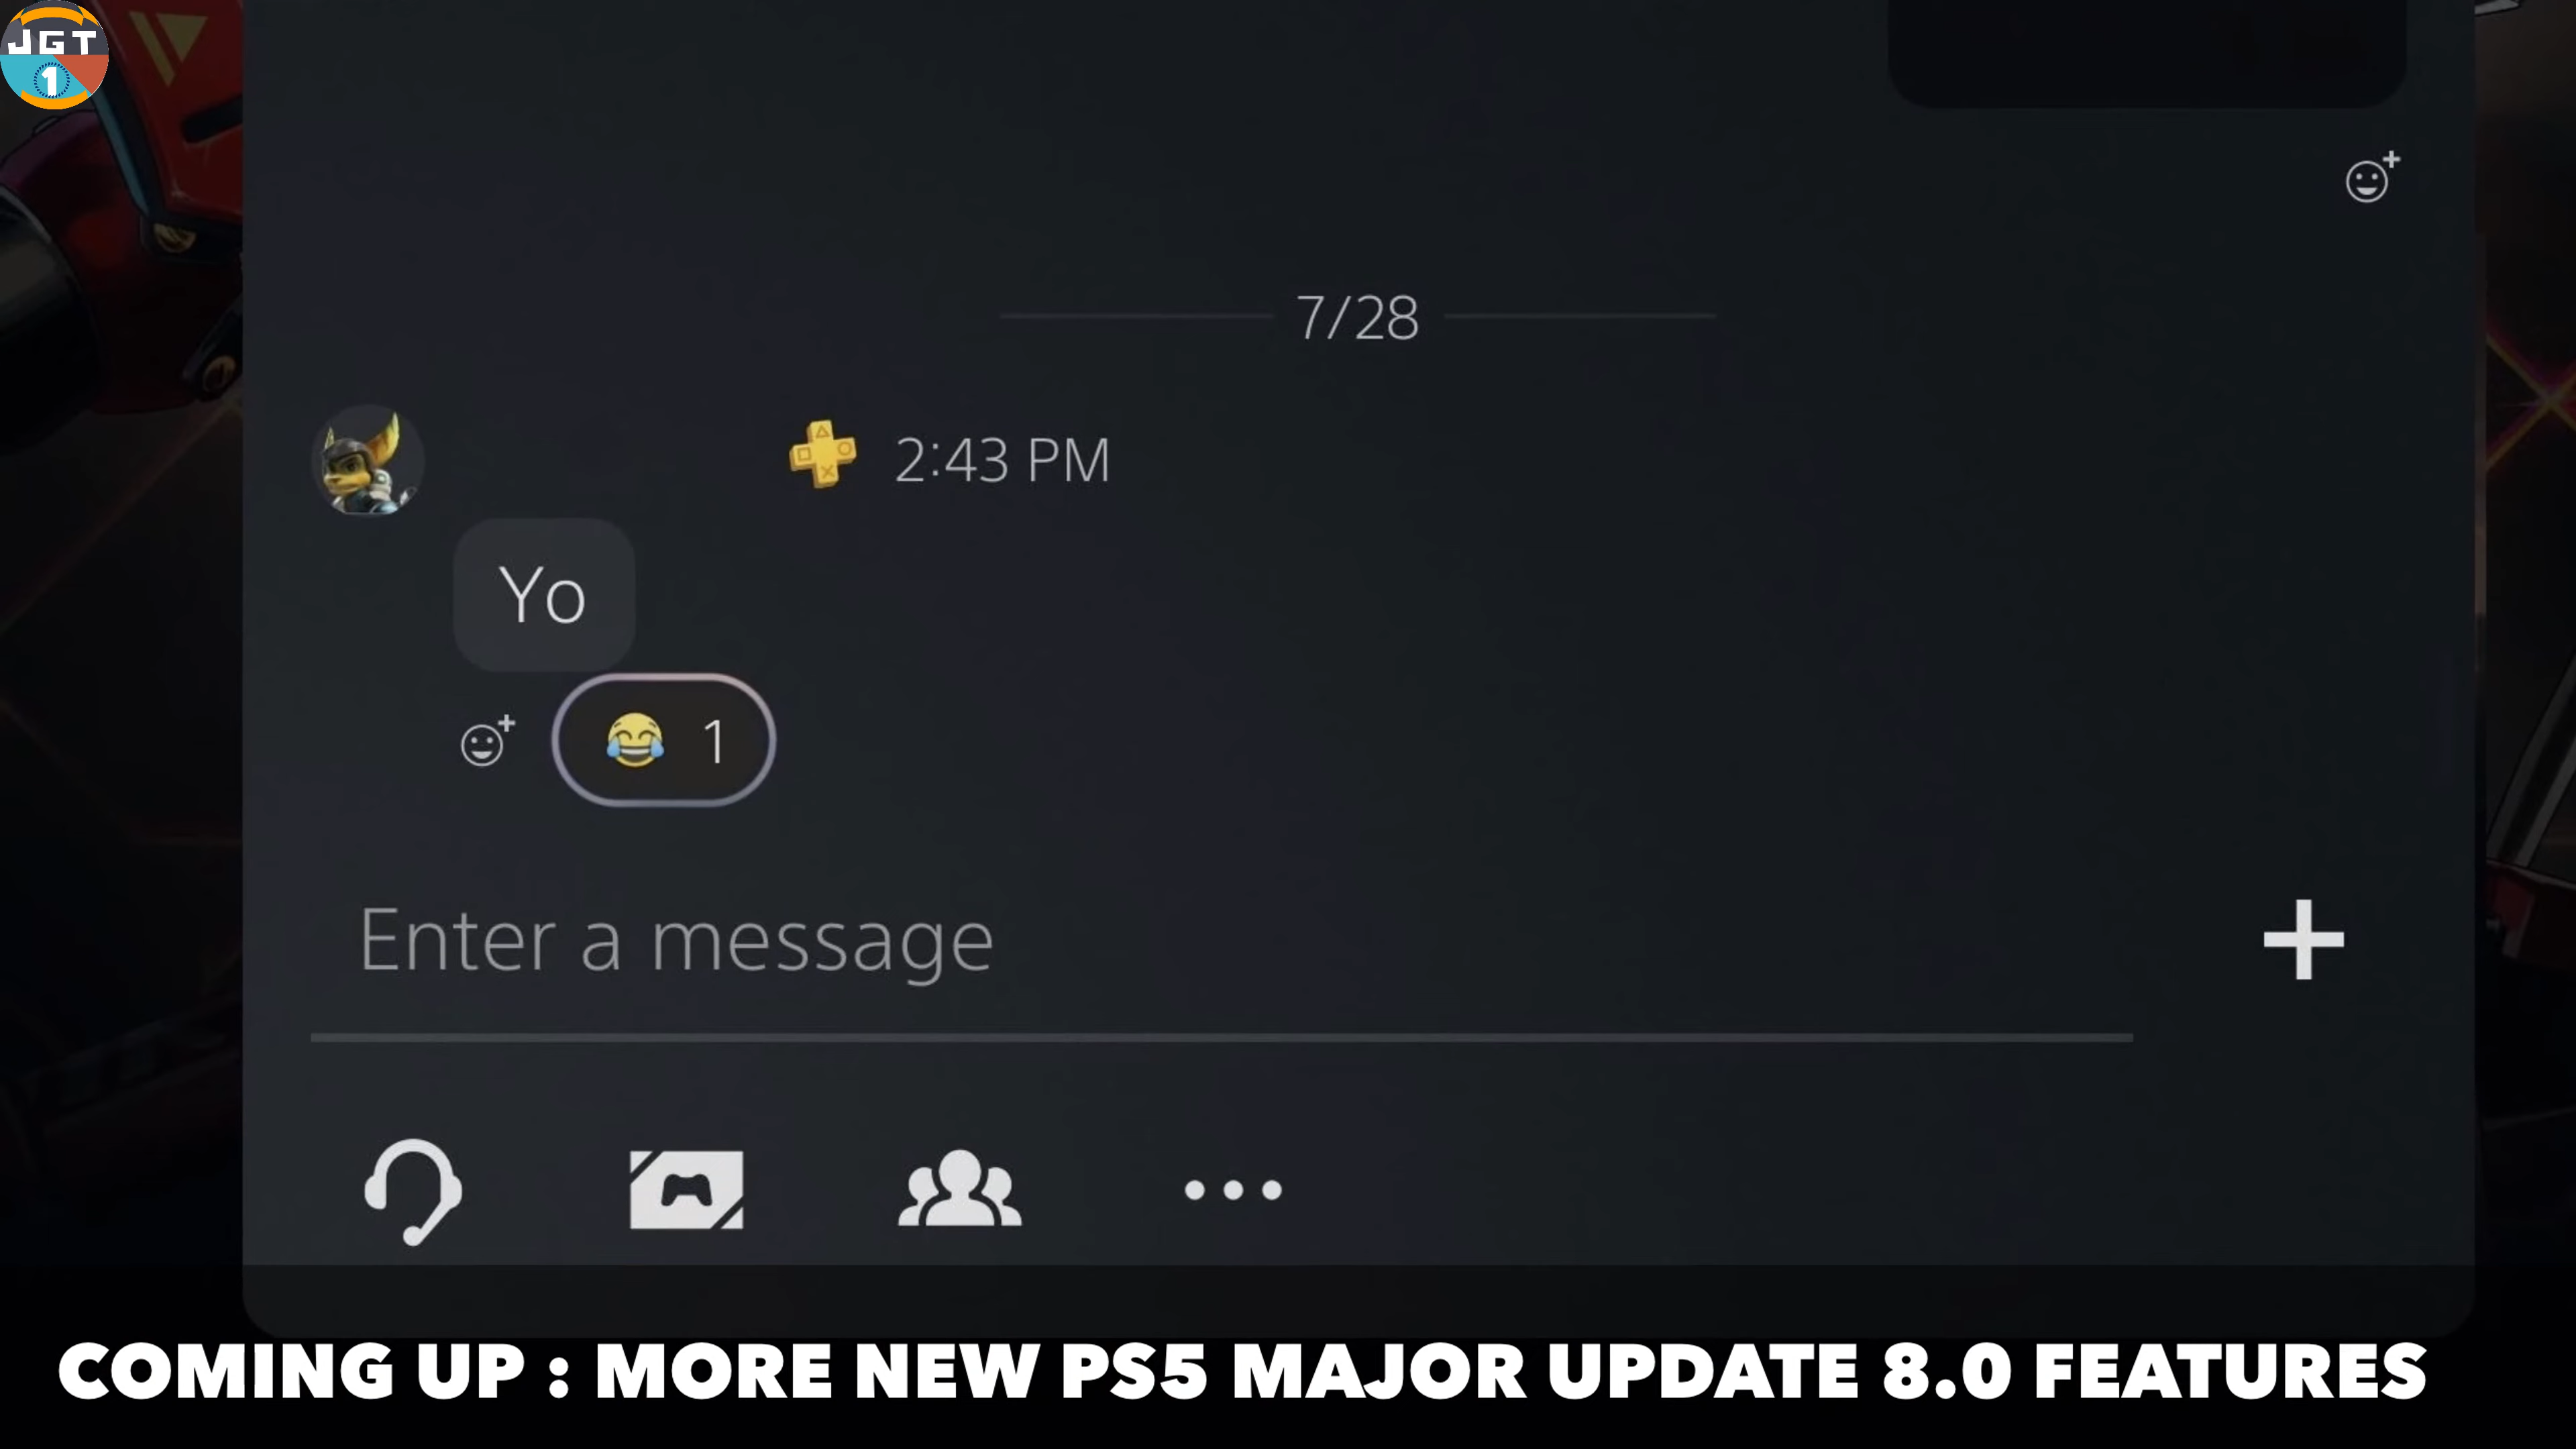 JGT
1
7/28
2:43 PM
Yo
😂 1
Enter a message
COMING UP : MORE NEW PS5 MAJOR UPDATE 8.0 FEATURES